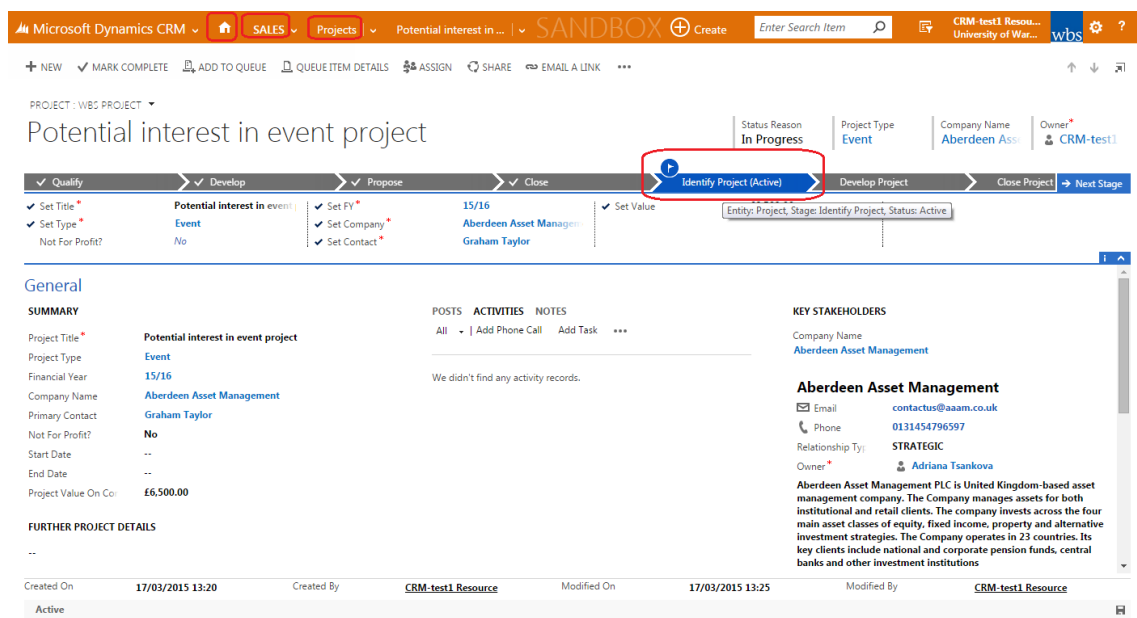 Microsoft Dynamics CRM SALES Projects Potential interest in ... SANDBOX Create Enter Search Item CRM-test1 Resou... University of War... wbs ?
NEW MARK COMPLETE ADD TO QUEUE QUEUE ITEM DETAILS ASSIGN SHARE EMAIL A LINK •••
PROJECT : WBS PROJECT
Potential interest in event project
Status Reason Project Type Company Name Owner*
In Progress Event Aberdeen Asse CRM-test1
Qualify Develop Propose Close Identify Project (Active) Develop Project Close Project Next Stage
Set Title* Potential interest in event Set FY* 15/16 Set Value
Entity: Project, Stage: Identify Project, Status: Active
Set Type* Event Set Company* Aberdeen Asset Managen
Not For Profit? No Set Contact* Graham Taylor
General
SUMMARY POSTS ACTIVITIES NOTES KEY STAKEHOLDERS
All | Add Phone Call Add Task •••
Project Title* Potential interest in event project
Company Name
Aberdeen Asset Management
Project Type Event
Financial Year 15/16 We didn't find any activity records.
Company Name Aberdeen Asset Management
Primary Contact Graham Taylor
Not For Profit? No
Start Date --
End Date --
Project Value On Con £6,500.00
FURTHER PROJECT DETAILS
--
Aberdeen Asset Management
Email contactus@aaam.co.uk
Phone 0131454796597
Relationship Ty STRATEGIC
Owner* Adriana Tsankova
Aberdeen Asset Management PLC is United Kingdom-based asset
management company. The Company manages assets for both
institutional and retail clients. The company invests across the four
main asset classes of equity, fixed income, property and alternative
investment strategies. The Company operates in 23 countries. Its
key clients include national and corporate pension funds, central
banks and other investment institutions
Created On 17/03/2015 13:20 Created By CRM-test1 Resource Modified On 17/03/2015 13:25 Modified By CRM-test1 Resource
Active